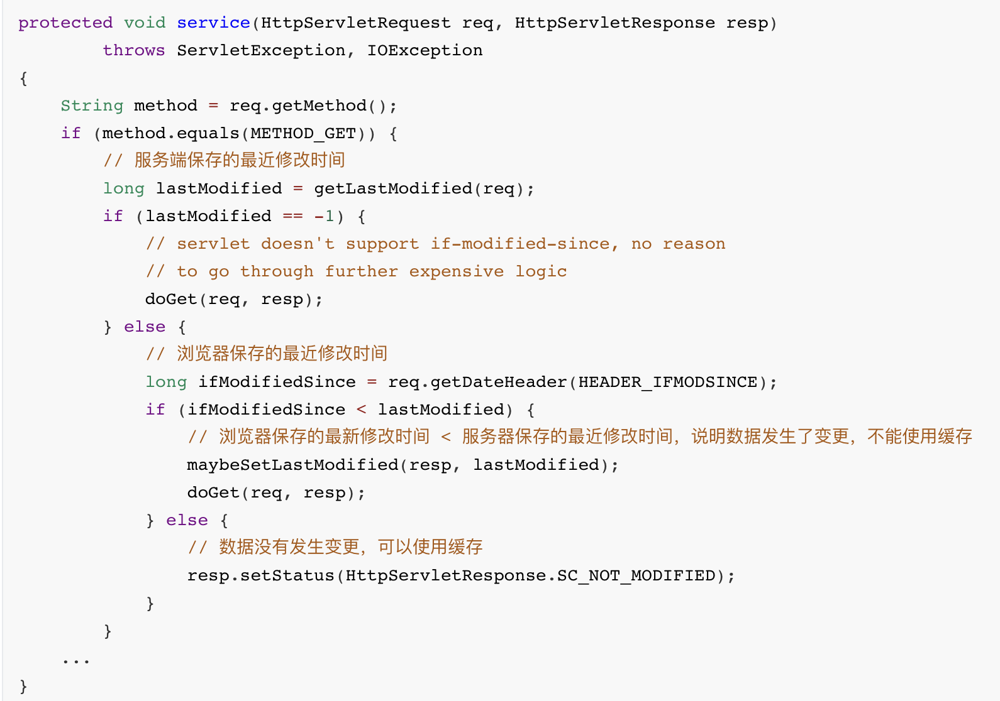 protected void service(HttpServletRequest req, HttpServletResponse resp)
        throws ServletException, IOException
{
    String method = req.getMethod();
    if (method.equals(METHOD_GET)) {
        // 服务端保存的最近修改时间
        long lastModified = getLastModified(req);
        if (lastModified == -1) {
            // servlet doesn't support if-modified-since, no reason
            // to go through further expensive logic
            doGet(req, resp);
        } else {
            // 浏览器保存的最近修改时间
            long ifModifiedSince = req.getDateHeader(HEADER_IFMODSINCE);
            if (ifModifiedSince < lastModified) {
                // 浏览器保存的最新修改时间 < 服务器保存的最近修改时间，说明数据发生了变更，不能使用缓存
                maybeSetLastModified(resp, lastModified);
                doGet(req, resp);
            } else {
                // 数据没有发生变更，可以使用缓存
                resp.setStatus(HttpServletResponse.SC_NOT_MODIFIED);
            }
        }
    ...
}